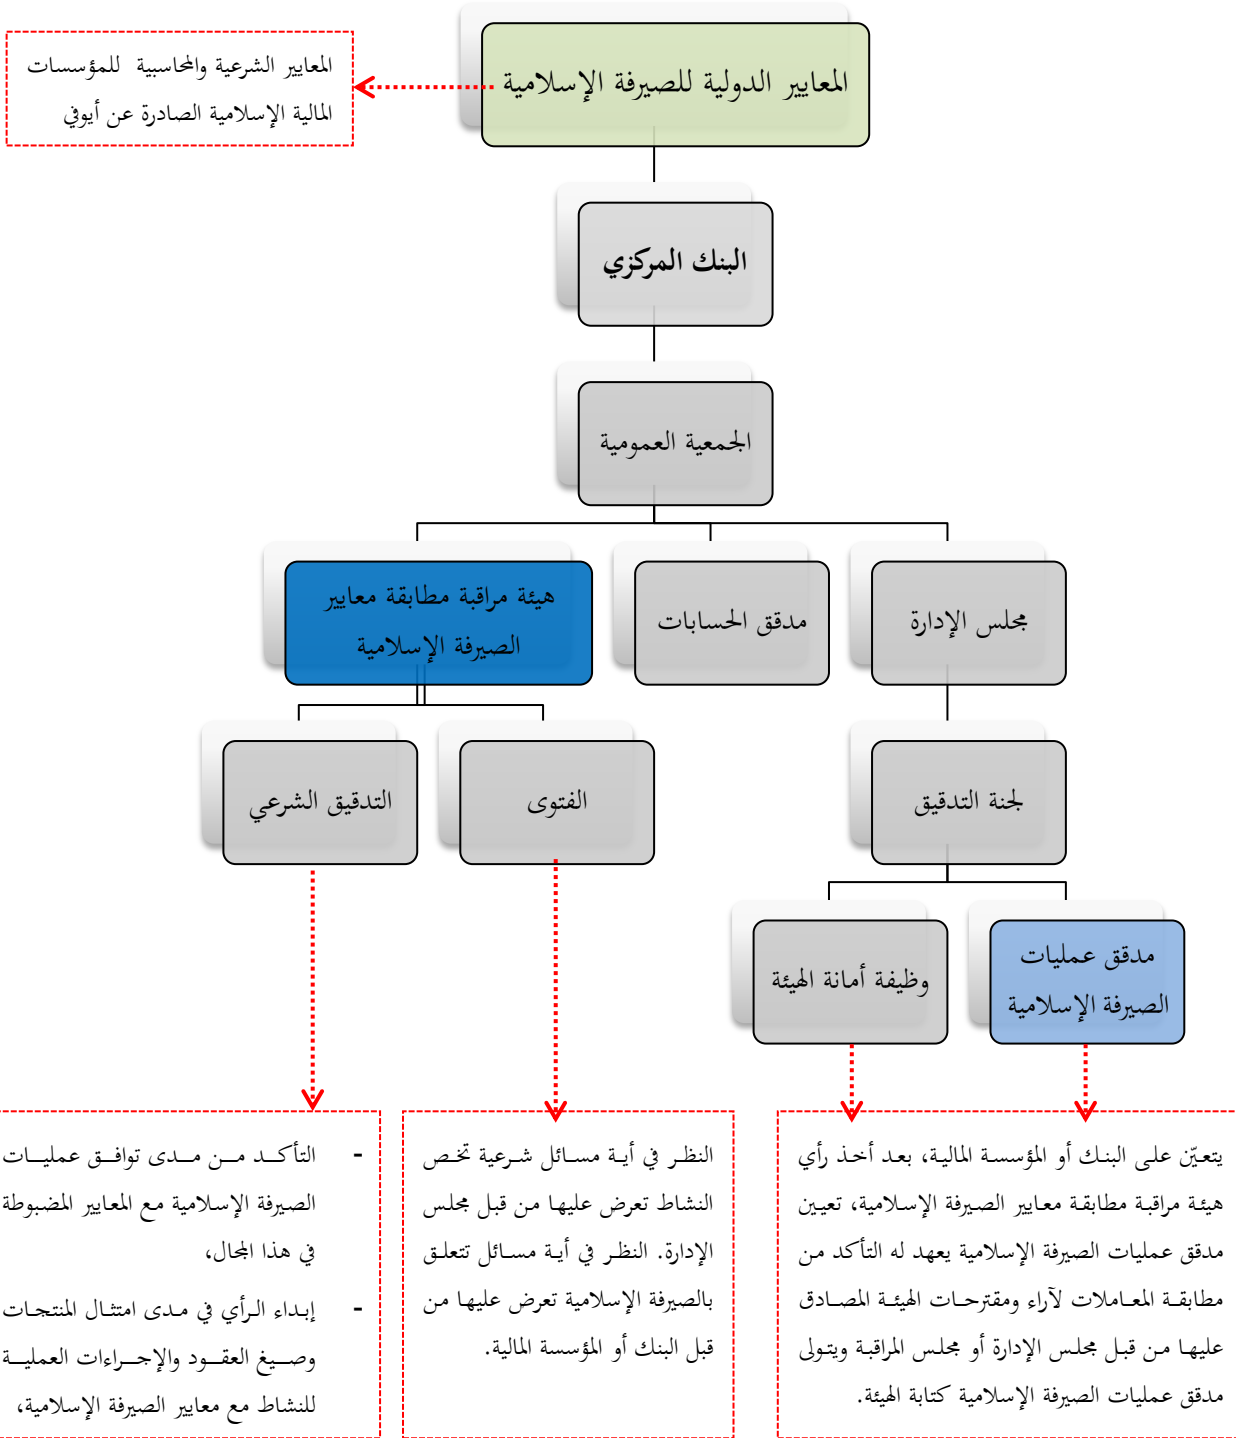 المعايير الدولية للصيرفة الإسلامية
المعايير الشرعية والمحاسبية للمؤسسات
المالية الإسلامية الصادرة عن أيوفي
البنك المركزي
الجمعية العمومية
مجلس الإدارة
مدقق الحسابات
هيئة مراقبة مطابقة معايير
الصيرفة الإسلامية
لجنة التدقيق
الفتوى
التدقيق الشرعي
مدقق عمليات
الصيرفة الإسلامية
وظيفة أمانة الهيئة
يتعيّن على البنك أو المؤسسة المالية، بعد أخذ رأي
هيئة مراقبة مطابقة معايير الصيرفة الإسلامية، تعيين
مدقق عمليات الصيرفة الإسلامية يعهد له التأكد من
مطابقة المعاملات لآراء ومقترحات الهيئة المصادق
عليها من قبل مجلس الإدارة أو مجلس المراقبة ويتولى
مدقق عمليات الصيرفة الإسلامية كتابة الهيئة.
النظر في أية مسائل شرعية تخص
النشاط تعرض عليها من قبل مجلس
الإدارة. النظر في أية مسائل تتعلق
بالصيرفة الإسلامية تعرض عليها من
قبل البنك أو المؤسسة المالية.
- التأكد من مدى توافق عمليات
الصيرفة الإسلامية مع المعايير المضبوطة
في هذا المجال،
- إبداء الرأي في مدى امتثال المنتجات
وصيغ العقود والإجراءات العملية
للنشاط مع معايير الصيرفة الإسلامية،